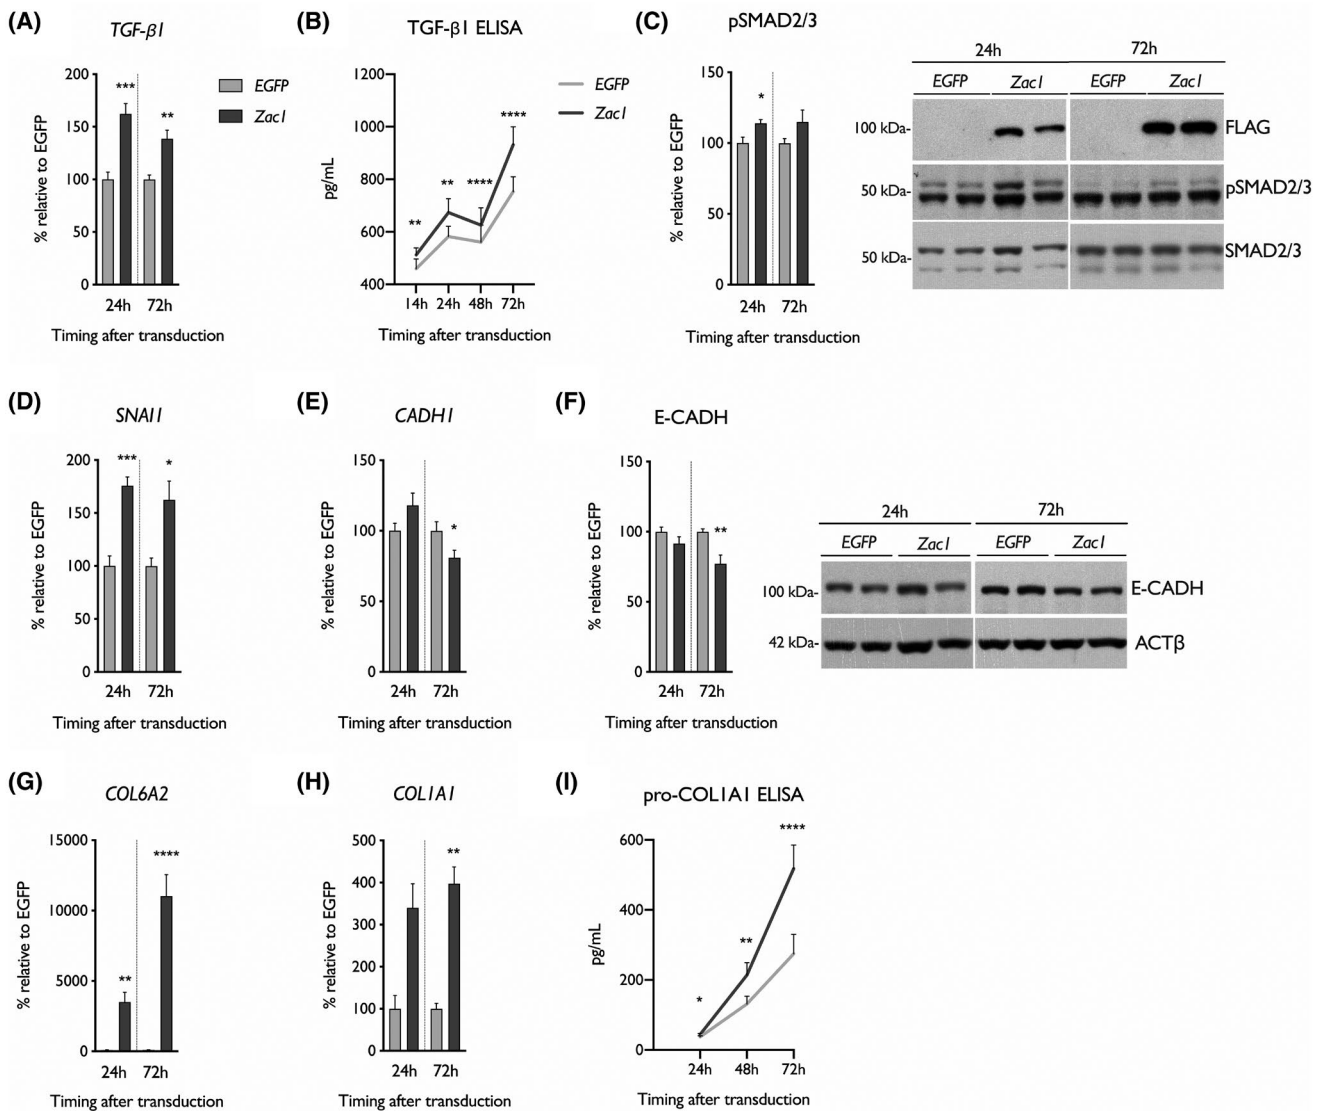 (A)
TGF-β1
% relative to EGFP
200
150
100
50
0
***
**
24h 72h
Timing after transduction
EGFP
Zac1
(B)
TGF-β1 ELISA
pg/mL
1200
1000
800
600
400
**
**
****
****
14h 24h 48h 72h
Timing after transduction
EGFP
Zac1
(C)
pSMAD2/3
% relative to EGFP
150
100
50
0
*
24h 72h
Timing after transduction
24h 72h
EGFP Zac1 EGFP Zac1
100 kDa- FLAG
50 kDa- pSMAD2/3
50 kDa- SMAD2/3
(D)
SNAI1
% relative to EGFP
200
150
100
50
0
***
*
24h 72h
Timing after transduction
(E)
CADH1
% relative to EGFP
150
100
50
0
*
24h 72h
Timing after transduction
(F)
E-CADH
% relative to EGFP
150
100
50
0
**
24h 72h
Timing after transduction
24h 72h
EGFP Zac1 EGFP Zac1
100 kDa- E-CADH
42 kDa- ACTβ
(G)
COL6A2
% relative to EGFP
15000
10000
5000
0
**
****
24h 72h
Timing after transduction
(H)
COL1A1
% relative to EGFP
500
400
300
200
100
0
**
24h 72h
Timing after transduction
(I)
pro-COL1A1 ELISA
pg/mL
600
400
200
0
*
**
****
24h 48h 72h
Timing after transduction